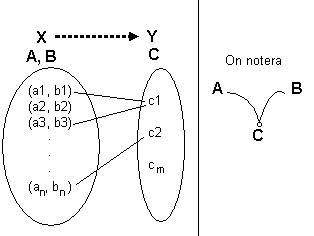 X Y
A, B C
(a1, b1)
(a2, b2)
(a3, b3)
.
.
.
(an, bn)
c1
c2
cm
On notera
A B
C